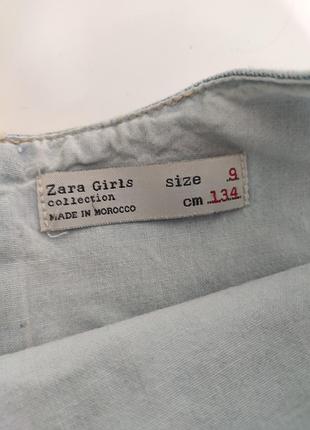 Zara Girls size 9
collection
MADE IN MOROCCO cm 134